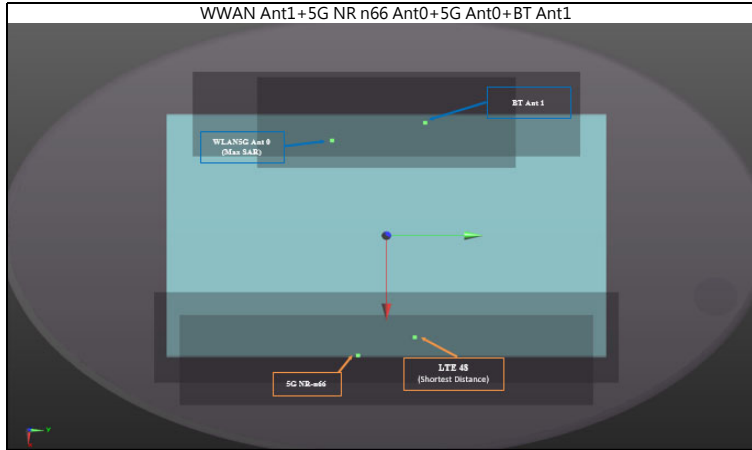 WWAN Ant1+5G NR n66 Ant0+5G Ant0+BT Ant1
BT Ant 1
WLAN5G Ant 0
(Max SAR)
LTE 48
(Shortest Distance)
5G NR-n66
Y